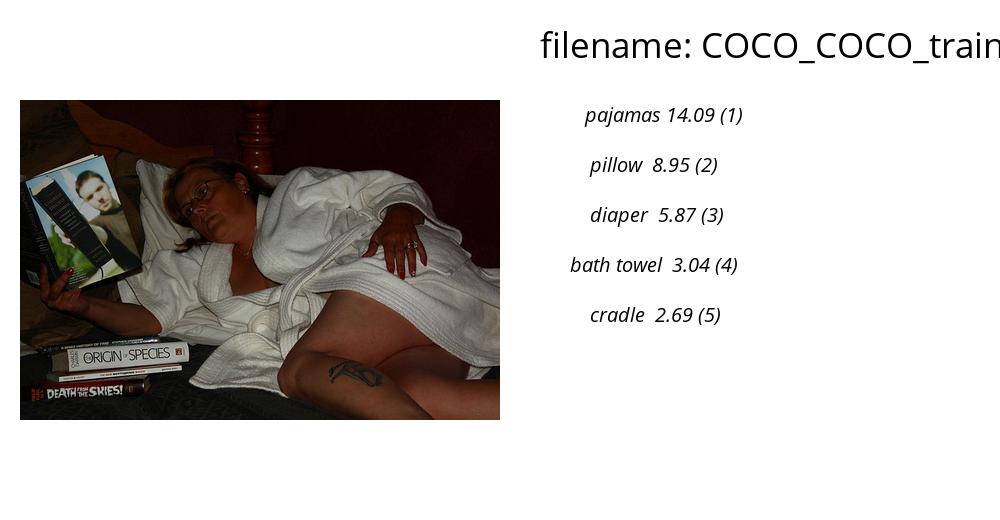 filename: COCO_COCO_train
pajamas 14.09 (1)
pillow 8.95 (2)
diaper 5.87 (3)
bath towel 3.04 (4)
cradle 2.69 (5)
ORIGIN OF SPECIES
DEATH FROM THE SKIES!